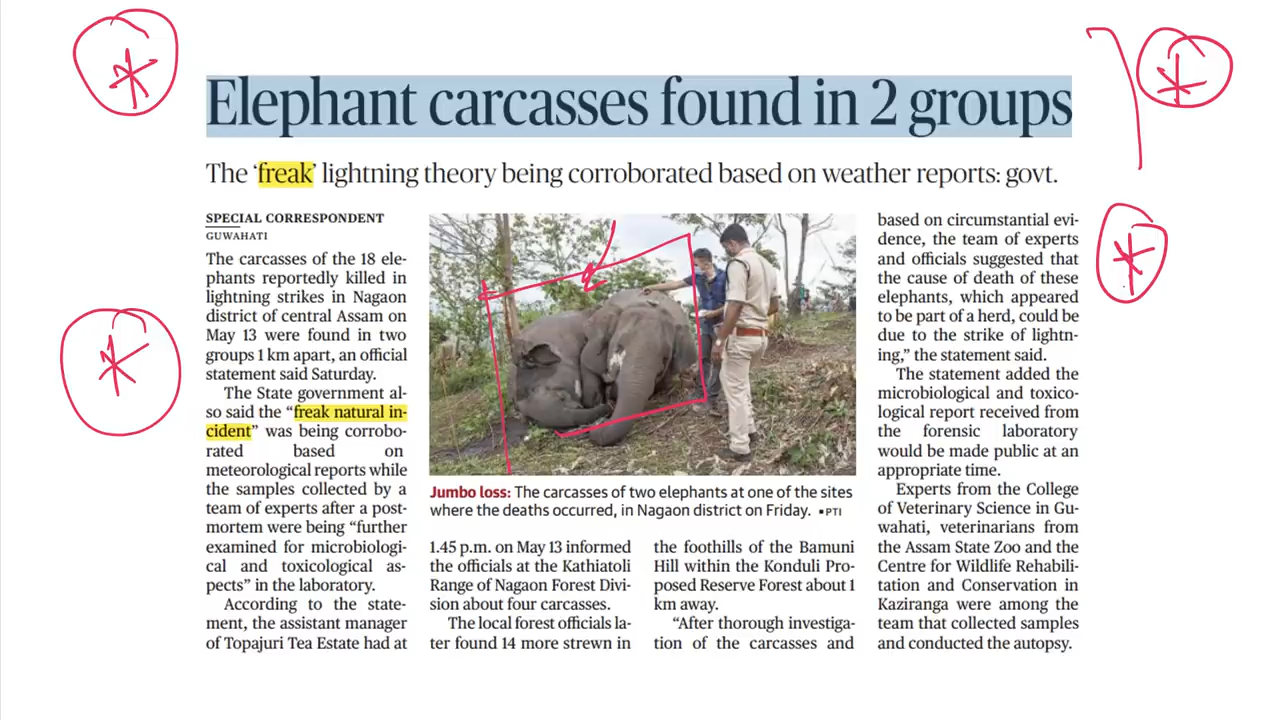 Elephant carcasses found in 2 groups
The ‘freak’ lightning theory being corroborated based on weather reports: govt.
SPECIAL CORRESPONDENT
GUWAHATI
The carcasses of the 18 ele-
phants reportedly killed in
lightning strikes in Nagaon
district of central Assam on
May 13 were found in two
groups 1 km apart, an official
statement said Saturday.
The State government al-
so said the “freak natural in-
cident” was being corrobo-
rated based on
meteorological reports while
the samples collected by a
team of experts after a post-
mortem were being “further
examined for microbiologi-
cal and toxicological as-
pects” in the laboratory.
According to the state-
ment, the assistant manager
of Topajuri Tea Estate had at
Jumbo loss: The carcasses of two elephants at one of the sites
where the deaths occurred, in Nagaon district on Friday. ▪PTI
1.45 p.m. on May 13 informed
the officials at the Kathiatoli
Range of Nagaon Forest Divi-
sion about four carcasses.
The local forest officials la-
ter found 14 more strewn in
the foothills of the Bamuni
Hill within the Konduli Pro-
posed Reserve Forest about 1
km away.
“After thorough investiga-
tion of the carcasses and
based on circumstantial evi-
dence, the team of experts
and officials suggested that
the cause of death of these
elephants, which appeared
to be part of a herd, could be
due to the strike of lightn-
ing,” the statement said.
The statement added the
microbiological and toxico-
logical report received from
the forensic laboratory
would be made public at an
appropriate time.
Experts from the College
of Veterinary Science in Gu-
wahati, veterinarians from
the Assam State Zoo and the
Centre for Wildlife Rehabili-
tation and Conservation in
Kaziranga were among the
team that collected samples
and conducted the autopsy.